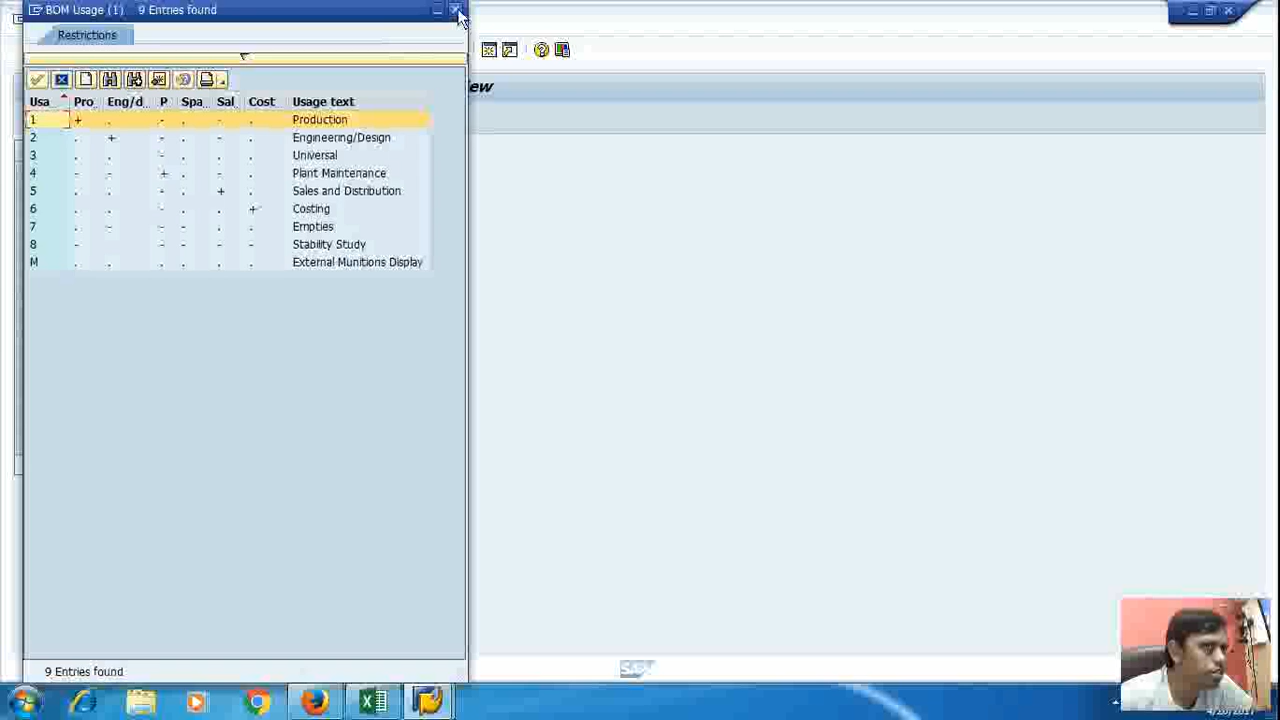 BOM Usage (1) 9 Entries found
Restrictions
ew
Usa Pro Eng/d.. P Spa Sal Cost Usage text
1 + . - . - . Production
2 . + - . - . Engineering/Design
3 . . - . . . Universal
4 - - + . - . Plant Maintenance
5 . . - . + . Sales and Distribution
6 . . - . . + Costing
7 . - - . . . Empties
8 - - - - - Stability Study
M . . . . . . External Munitions Display
9 Entries found
SAP